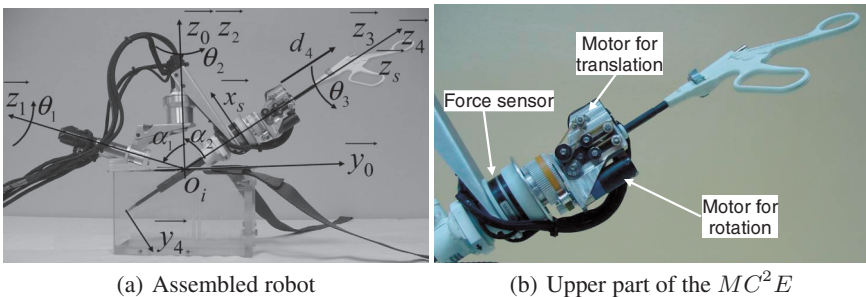 z0 z2
θ2
d4
z3
z4
zs
θ3
xs
z1
θ1
α1
α2
y0
Oi
y4
Motor for
translation
Force sensor
Motor for
rotation
(a) Assembled robot
(b) Upper part of the MC²E